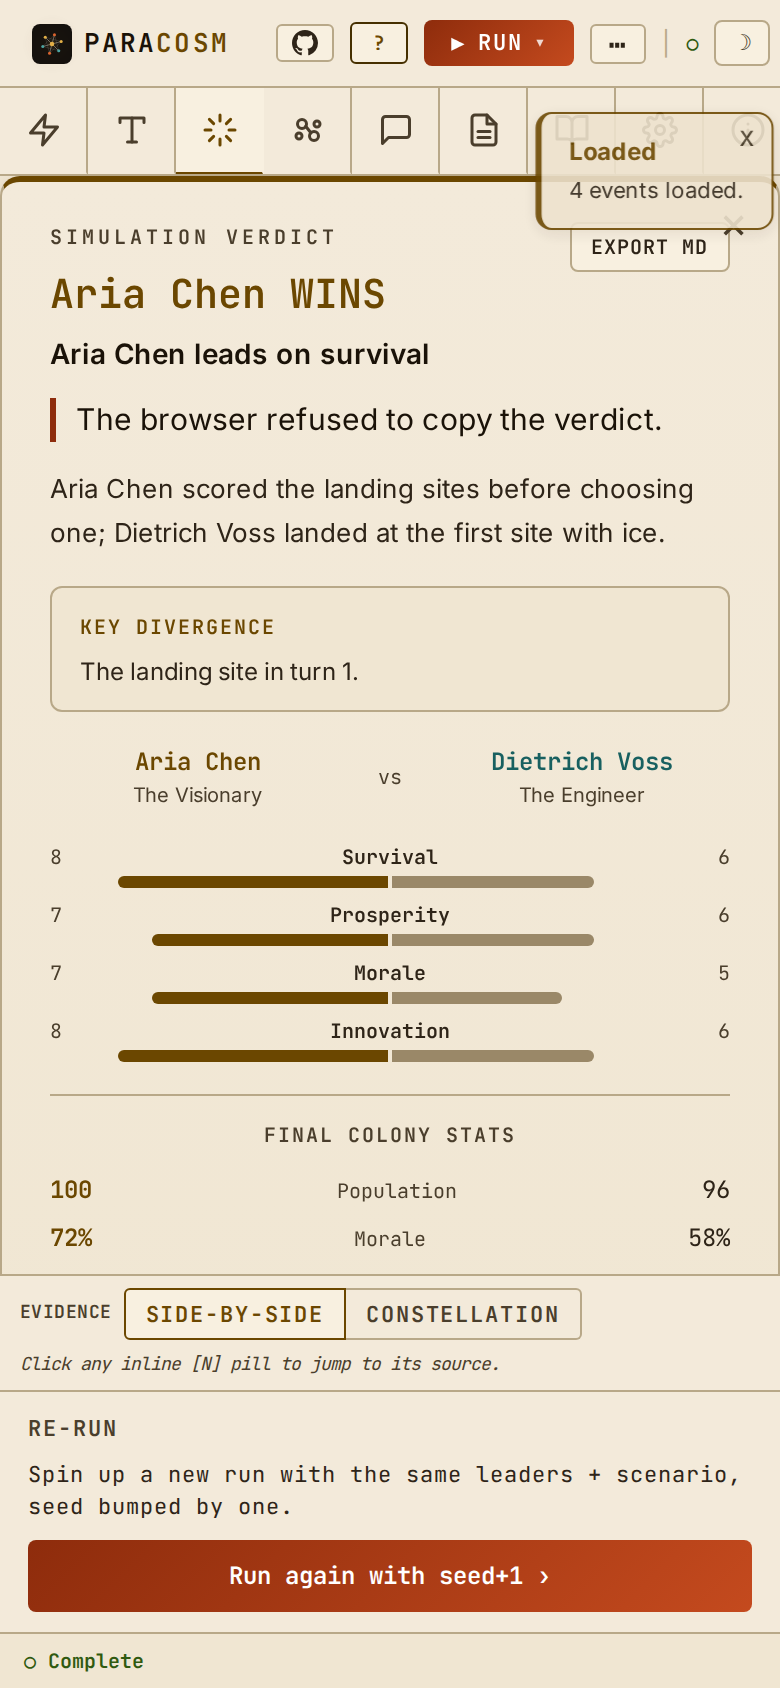 PARACOSM
?
▶ RUN ▾
SIMULATION VERDICT
Loaded
X
4 events loaded.
EXPORT MD
Aria Chen WINS
Aria Chen leads on survival
The browser refused to copy the verdict.
Aria Chen scored the landing sites before choosing
one; Dietrich Voss landed at the first site with ice.
KEY DIVERGENCE
The landing site in turn 1.
Aria Chen
The Visionary
vs
Dietrich Voss
The Engineer
8 Survival 6
7 Prosperity 6
7 Morale 5
8 Innovation 6
FINAL COLONY STATS
100 Population 96
72% Morale 58%
EVIDENCE SIDE-BY-SIDE CONSTELLATION
Click any inline [N] pill to jump to its source.
RE-RUN
Spin up a new run with the same leaders + scenario,
seed bumped by one.
Run again with seed+1 ›
Complete